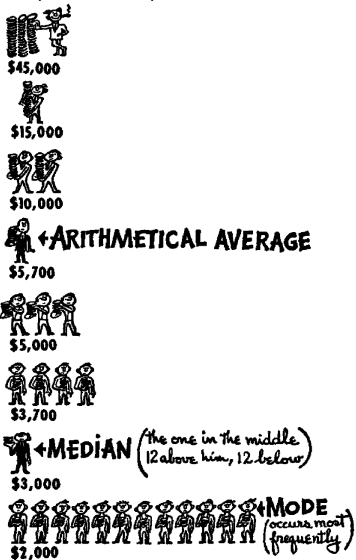 $45,000
$15,000
$10,000
←ARITHMETICAL AVERAGE
$5,700
$5,000
$3,700
←MEDIAN (the one in the middle
12 above him, 12 below)
$3,000
←MODE
(occurs most
frequently)
$2,000